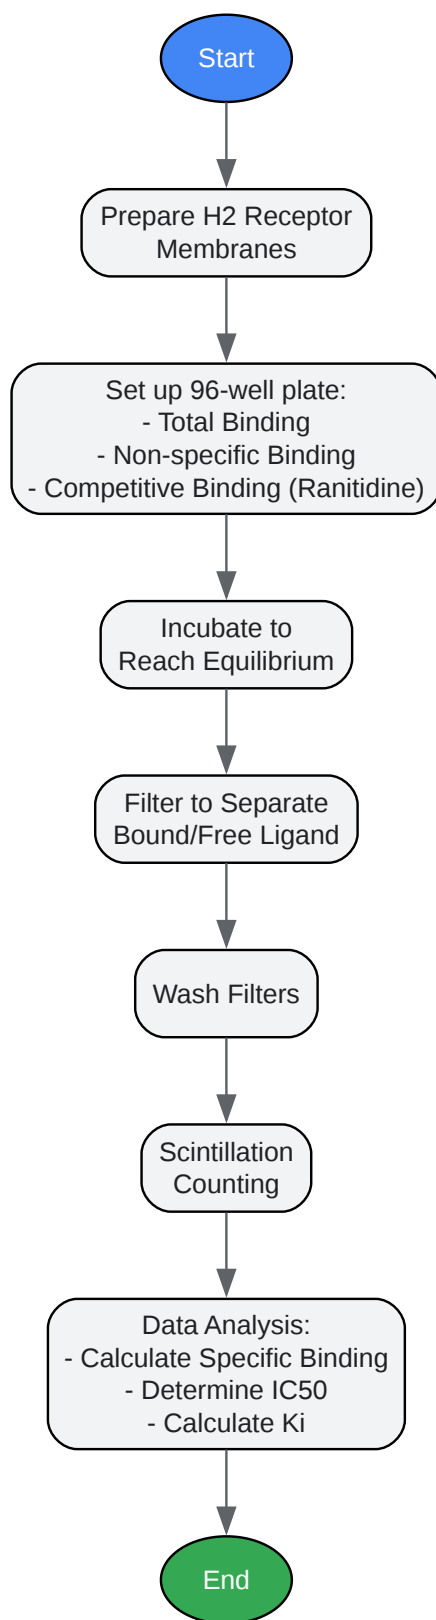 Start
Prepare H2 Receptor
Membranes
Set up 96-well plate:
- Total Binding
- Non-specific Binding
- Competitive Binding (Ranitidine)
Incubate to
Reach Equilibrium
Filter to Separate
Bound/Free Ligand
Wash Filters
Scintillation
Counting
Data Analysis:
- Calculate Specific Binding
- Determine IC50
- Calculate Ki
End